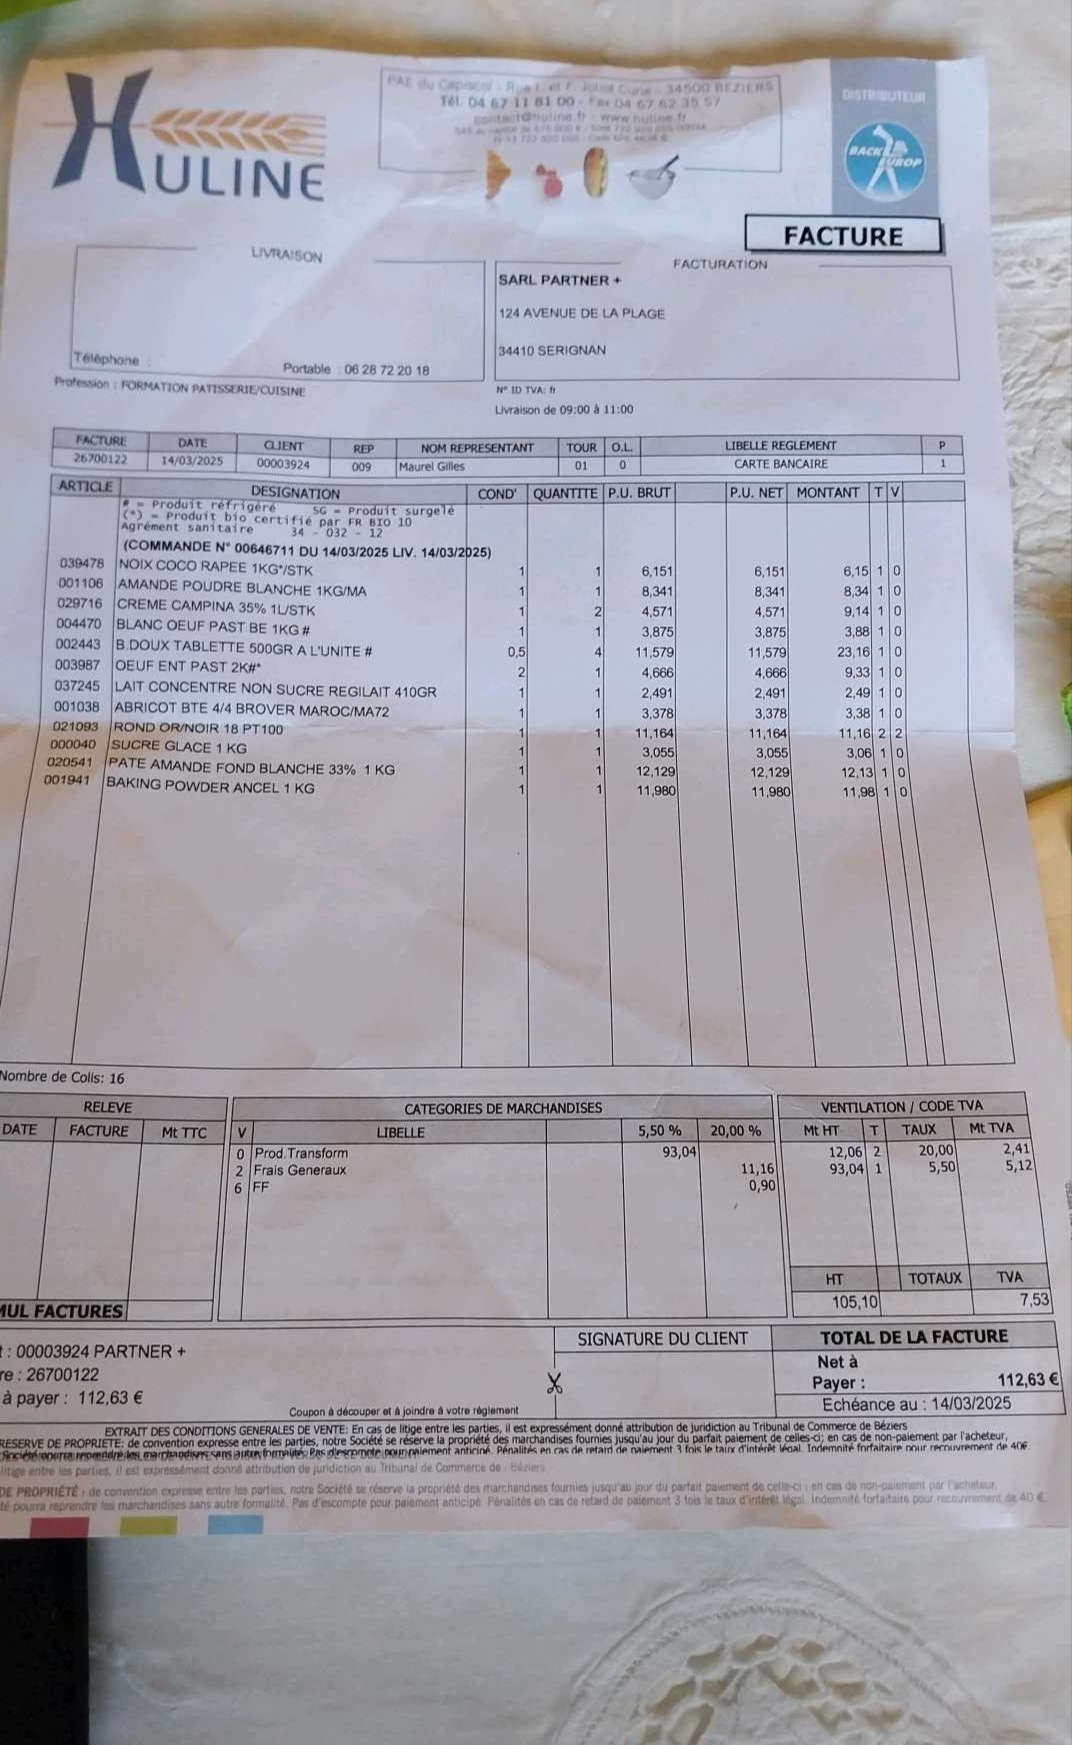 HULINE
PAE du Capiscol - Rue I. et F. Joliot Curie - 34500 BEZIERS
Tél. 04 67 11 81 00 - Fax 04 67 62 35 57
contact@huline.fr - www.huline.fr
DISTRIBUTEUR
BACK EUROP
FACTURE
LIVRAISON
FACTURATION
SARL PARTNER +
124 AVENUE DE LA PLAGE
34410 SERIGNAN
Téléphone :
Portable : 06 28 72 20 18
Profession : FORMATION PATISSERIE/CUISINE
N° ID TVA: fr
Livraison de 09:00 à 11:00
FACTURE DATE CLIENT REP NOM REPRESENTANT TOUR O.L. LIBELLE REGLEMENT P
26700122 14/03/2025 00003924 009 Maurel Gilles 01 0 CARTE BANCAIRE 1
ARTICLE DESIGNATION COND' QUANTITE P.U. BRUT P.U. NET MONTANT T V
# = Produit réfrigéré SG = Produit surgelé
(*) = Produit bio certifié par FR BIO 10
Agrément sanitaire 34 - 032 - 12
(COMMANDE N° 00646711 DU 14/03/2025 LIV. 14/03/2025)
039478 NOIX COCO RAPEE 1KG*/STK 1 1 6,151 6,151 6,15 1 0
001106 AMANDE POUDRE BLANCHE 1KG/MA 1 1 8,341 8,341 8,34 1 0
029716 CREME CAMPINA 35% 1L/STK 1 2 4,571 4,571 9,14 1 0
004470 BLANC OEUF PAST BE 1KG # 1 1 3,875 3,875 3,88 1 0
002443 B.DOUX TABLETTE 500GR A L'UNITE # 0,5 4 11,579 11,579 23,16 1 0
003987 OEUF ENT PAST 2K#* 2 1 4,666 4,666 9,33 1 0
037245 LAIT CONCENTRE NON SUCRE REGILAIT 410GR 1 1 2,491 2,491 2,49 1 0
001038 ABRICOT BTE 4/4 BROVER MAROC/MA72 1 1 3,378 3,378 3,38 1 0
021093 ROND OR/NOIR 18 PT100 1 1 11,164 11,164 11,16 2 2
000040 SUCRE GLACE 1 KG 1 1 3,055 3,055 3,06 1 0
020541 PATE AMANDE FOND BLANCHE 33% 1 KG 1 1 12,129 12,129 12,13 1 0
001941 BAKING POWDER ANCEL 1 KG 1 1 11,980 11,980 11,98 1 0
Nombre de Colis: 16
RELEVE CATEGORIES DE MARCHANDISES VENTILATION / CODE TVA
DATE FACTURE Mt TTC V LIBELLE 5,50 % 20,00 % Mt HT T TAUX Mt TVA
0 Prod.Transform 93,04 12,06 2 20,00 2,41
2 Frais Generaux 11,16 93,04 1 5,50 5,12
6 FF 0,90
HT TOTAUX TVA
105,10 7,53
MUL FACTURES
SIGNATURE DU CLIENT
TOTAL DE LA FACTURE
t : 00003924 PARTNER +
re : 26700122
à payer : 112,63 €
Net à
Payer : 112,63 €
Echéance au : 14/03/2025
Coupon à découper et à joindre à votre règlement
EXTRAIT DES CONDITIONS GENERALES DE VENTE: En cas de litige entre les parties, il est expressément donné attribution de juridiction au Tribunal de Commerce de Béziers
RESERVE DE PROPRIETE: de convention expresse entre les parties, notre Société se réserve la propriété des marchandises fournies jusqu'au jour du parfait paiement de celles-ci; en cas de non-paiement par l'acheteur,
Pas d'escompte pour paiement anticipé. Pénalités en cas de retard de paiement 3 fois le taux d'intérêt légal. Indemnité forfaitaire pour recouvrement de 40€
litige entre les parties, il est expressément donné attribution de juridiction au Tribunal de Commerce de : Béziers
DE PROPRIÉTÉ : de convention expresse entre les parties, notre Société se réserve la propriété des marchandises fournies jusqu'au jour du parfait paiement de celle-ci ; en cas de non-paiement par l'acheteur,
té pourra reprendre les marchandises sans autre formalité. Pas d'escompte pour paiement anticipé. Pénalités en cas de retard de paiement 3 fois le taux d'intérêt légal. Indemnité forfaitaire pour recouvrement de 40 €.